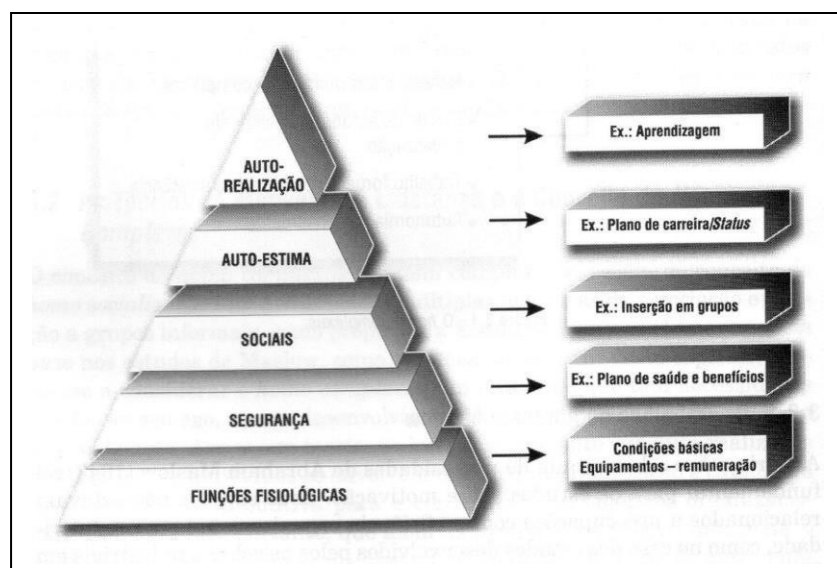 AUTO-
REALIZAÇÃO
Ex.: Aprendizagem
AUTO-ESTIMA
Ex.: Plano de carreira/Status
SOCIAIS
Ex.: Inserção em grupos
SEGURANÇA
Ex.: Plano de saúde e benefícios
FUNÇÕES FISIOLÓGICAS
Condições básicas
Equipamentos – remuneração